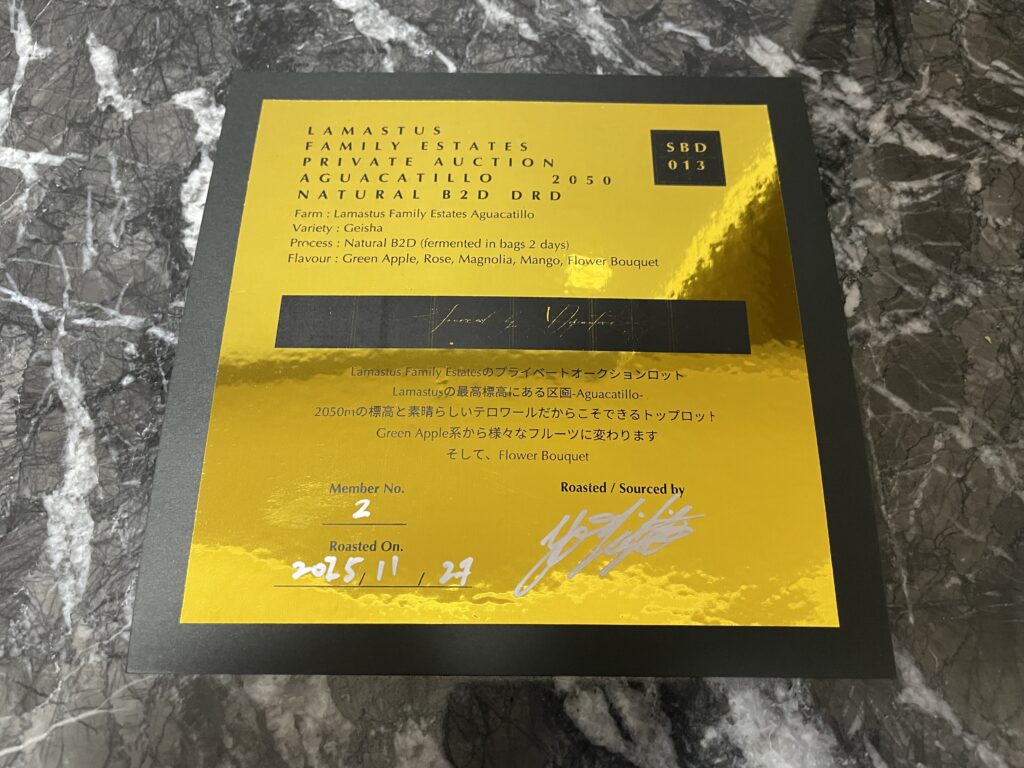 LAMASTUS
FAMILY ESTATES
PRIVATE AUCTION
AGUACATILLO 2050
NATURAL B2D DRD
SBD
013
Farm : Lamastus Family Estates Aguacatillo
Variety : Geisha
Process : Natural B2D (fermented in bags 2 days)
Flavour : Green Apple, Rose, Magnolia, Mango, Flower Bouquet
Sourced by
Lamastus Family Estatesのプライベートオークションロット
Lamastusの最高標高にある区画-Aguacatillo-
2050mの標高と素晴らしいテロワールだからこそできるトップロット
Green Apple系から様々なフルーツに変わります
そして、Flower Bouquet
Member No.
2
Roasted / Sourced by
Roasted On.
2025/11/27